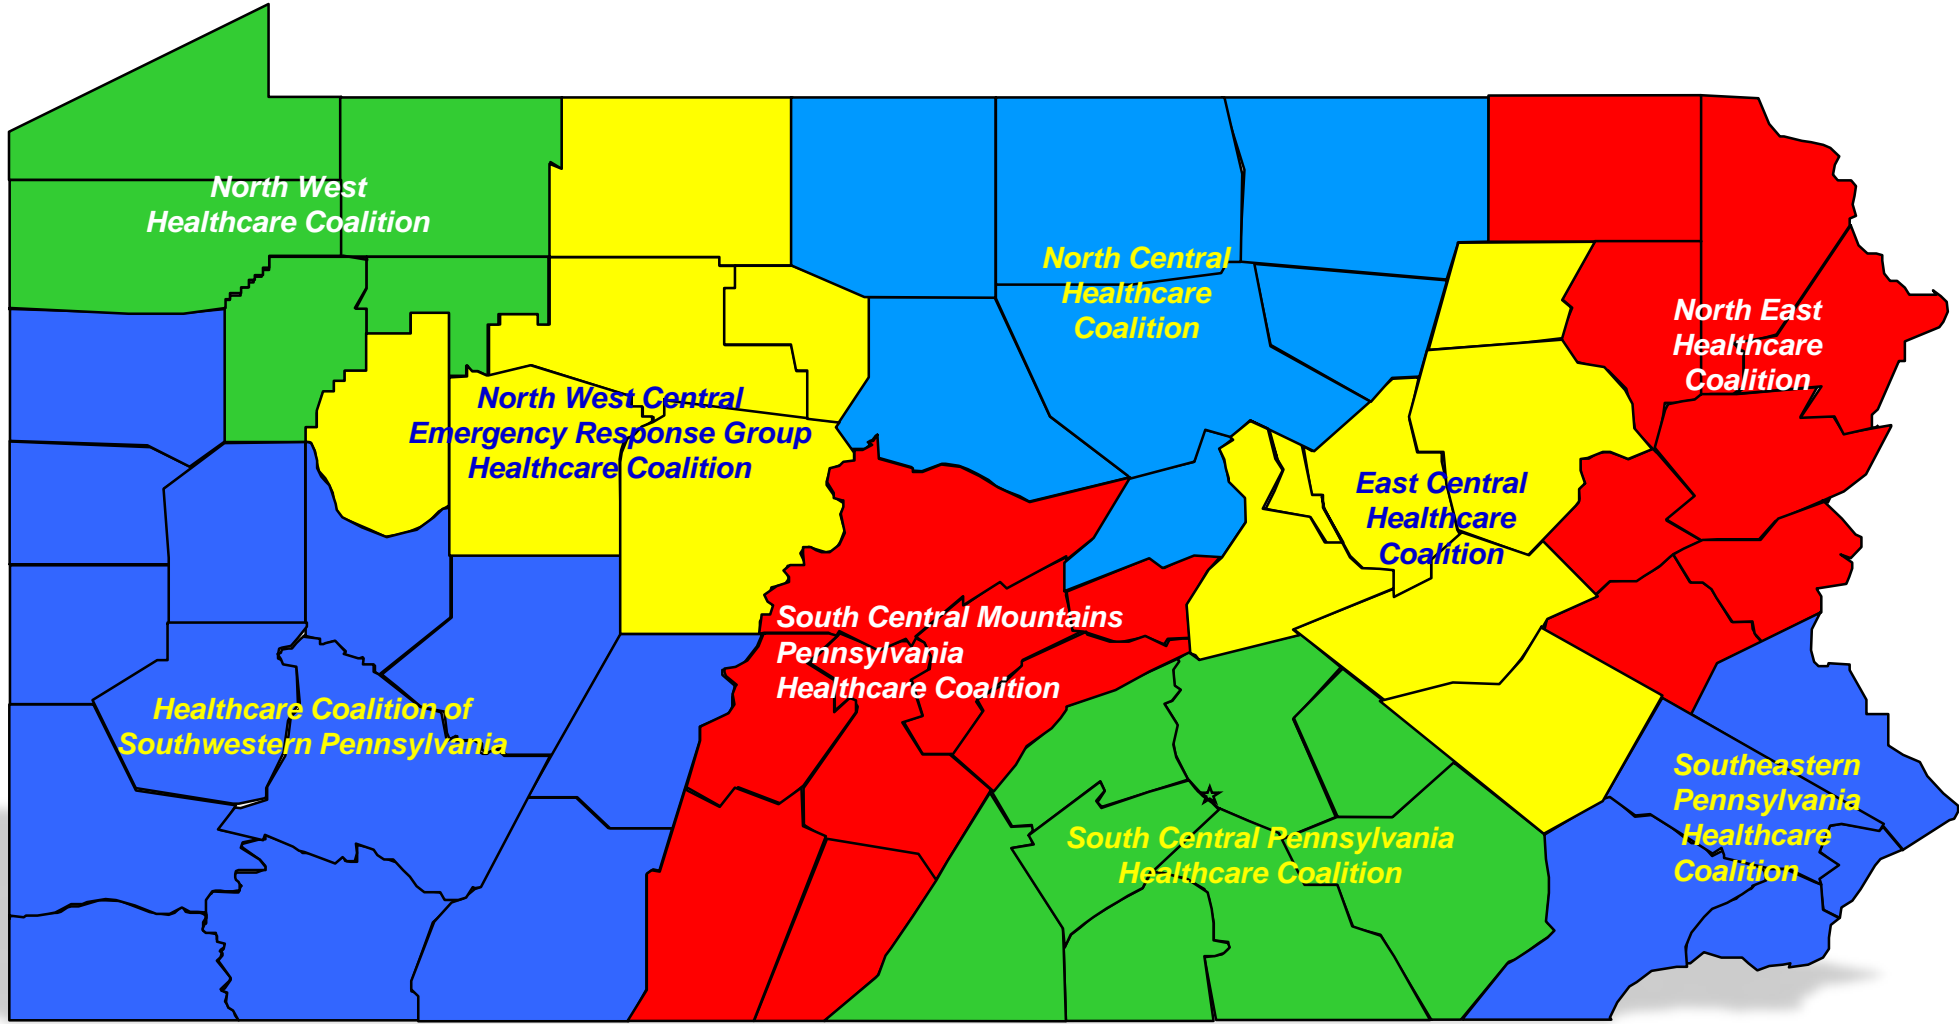 North West
Healthcare Coalition
North Central
Healthcare
Coalition
North East
Healthcare
Coalition
North West Central
Emergency Response Group
Healthcare Coalition
East Central
Healthcare
Coalition
South Central Mountains
Pennsylvania
Healthcare Coalition
Healthcare Coalition of
Southwestern Pennsylvania
Southeastern
Pennsylvania
Healthcare
Coalition
South Central Pennsylvania
Healthcare Coalition